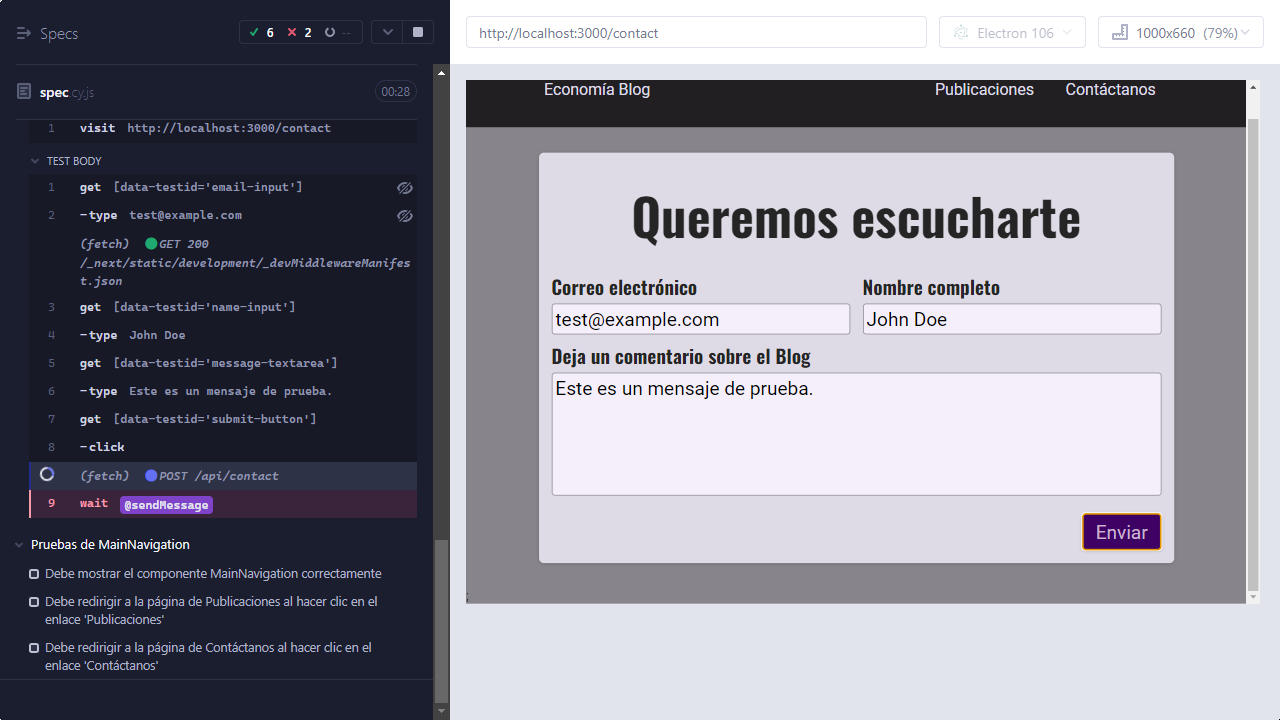 Specs
6
2
--
spec.cy.js
00:28
1 visit http://localhost:3000/contact
TEST BODY
1 get [data-testid='email-input']
2 -type test@example.com
(fetch) GET 200
/_next/static/development/_devMiddlewareManifes
t.json
3 get [data-testid='name-input']
4 -type John Doe
5 get [data-testid='message-textarea']
6 -type Este es un mensaje de prueba.
7 get [data-testid='submit-button']
8 -click
(fetch) POST /api/contact
9 wait @sendMessage
Pruebas de MainNavigation
Debe mostrar el componente MainNavigation correctamente
Debe redirigir a la página de Publicaciones al hacer clic en el
enlace 'Publicaciones'
Debe redirigir a la página de Contáctanos al hacer clic en el
enlace 'Contáctanos'
http://localhost:3000/contact
Electron 106
1000x660 (79%)
Economía Blog
Publicaciones
Contáctanos
Queremos escucharte
Correo electrónico
Nombre completo
test@example.com
John Doe
Deja un comentario sobre el Blog
Este es un mensaje de prueba.
Enviar
;